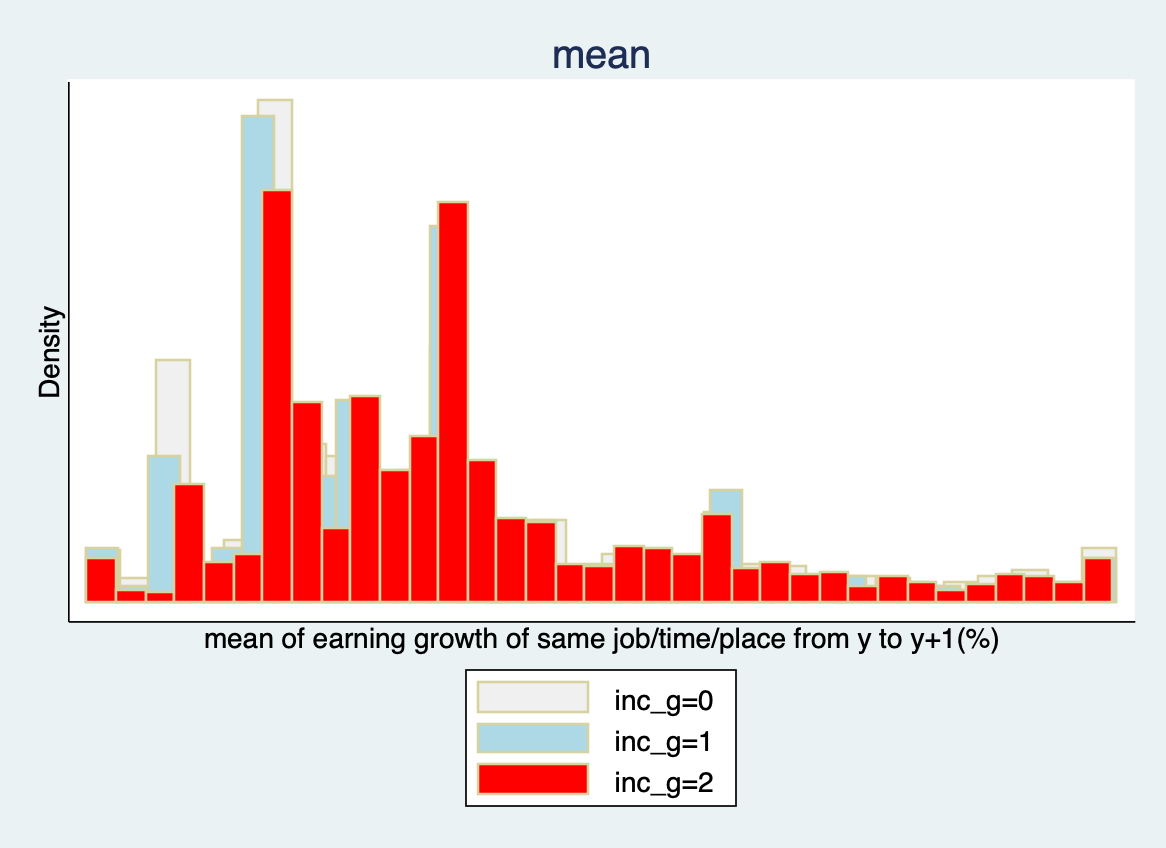 mean
Density
mean of earning growth of same job/time/place from y to y+1(%)
inc_g=0
inc_g=1
inc_g=2